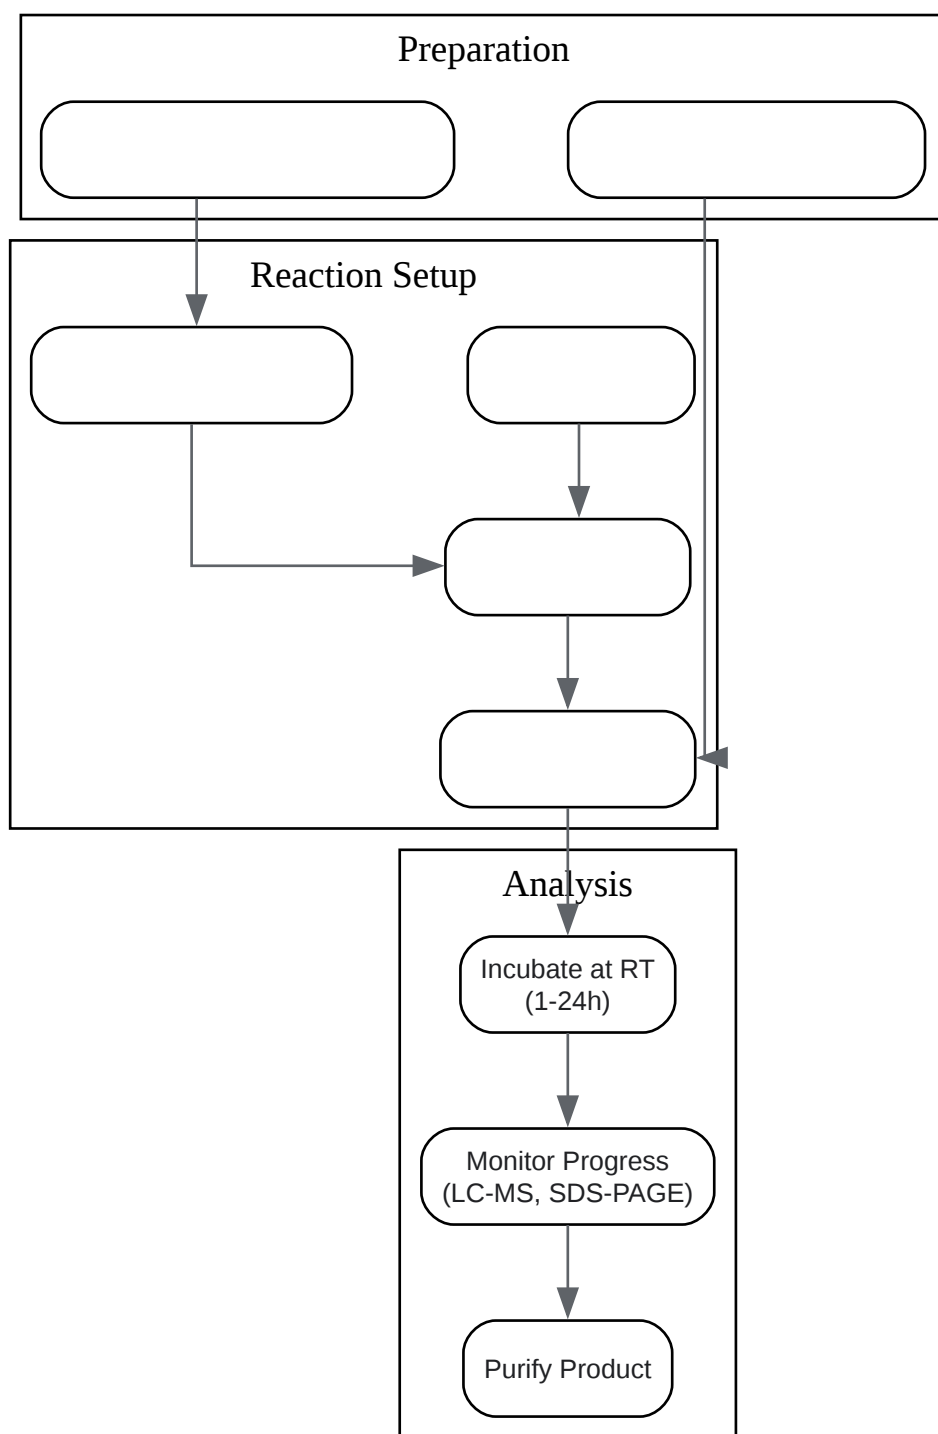 Preparation
Reaction Setup
Analysis
Incubate at RT
(1-24h)
Monitor Progress
(LC-MS, SDS-PAGE)
Purify Product